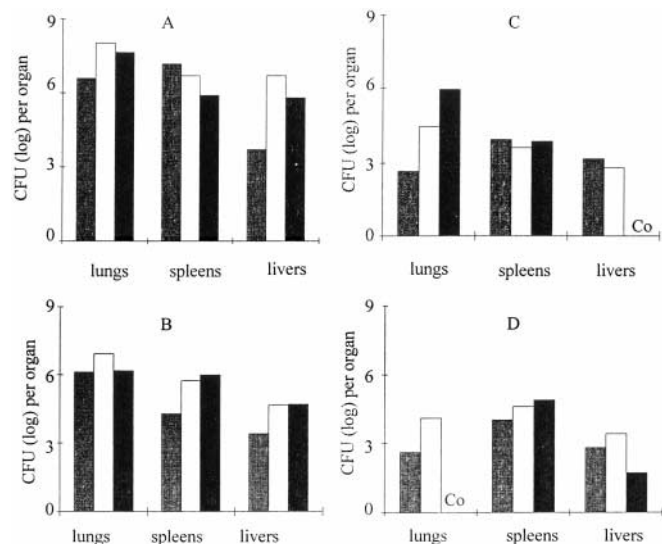 A
CFU (log) per organ
9
6
3
0
lungs spleens livers
C
CFU (log) per organ
9
6
3
0
Co
lungs spleens livers
B
CFU (log) per organ
9
6
3
0
lungs spleens livers
D
CFU (log) per organ
9
6
3
0
Co
lungs spleens livers